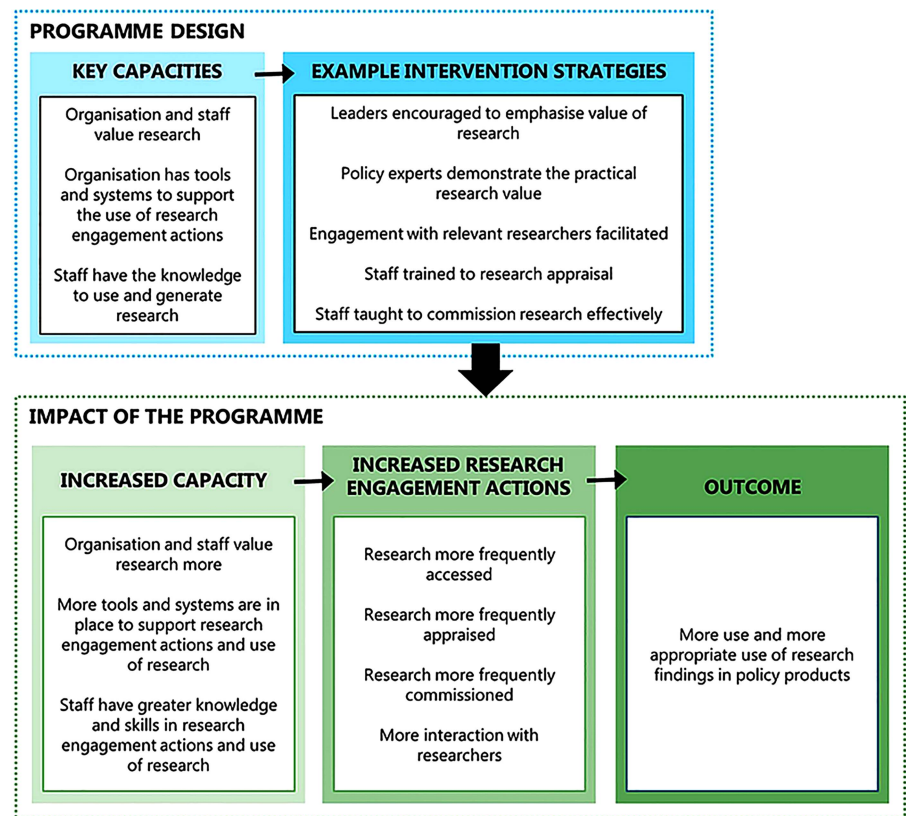 PROGRAMME DESIGN
KEY CAPACITIES
Organisation and staff
value research
Organisation has tools
and systems to support
the use of research
engagement actions
Staff have the knowledge
to use and generate
research
EXAMPLE INTERVENTION STRATEGIES
Leaders encouraged to emphasise value of
research
Policy experts demonstrate the practical
research value
Engagement with relevant researchers facilitated
Staff trained to research appraisal
Staff taught to commission research effectively
IMPACT OF THE PROGRAMME
INCREASED CAPACITY
Organisation and staff value
research more
More tools and systems are in
place to support research
engagement actions and use
of research
Staff have greater knowledge
and skills in research
engagement actions and use
of research
INCREASED RESEARCH
ENGAGEMENT ACTIONS
Research more frequently
accessed
Research more frequently
appraised
Research more frequently
commissioned
More interaction with
researchers
OUTCOME
More use and more
appropriate use of research
findings in policy products